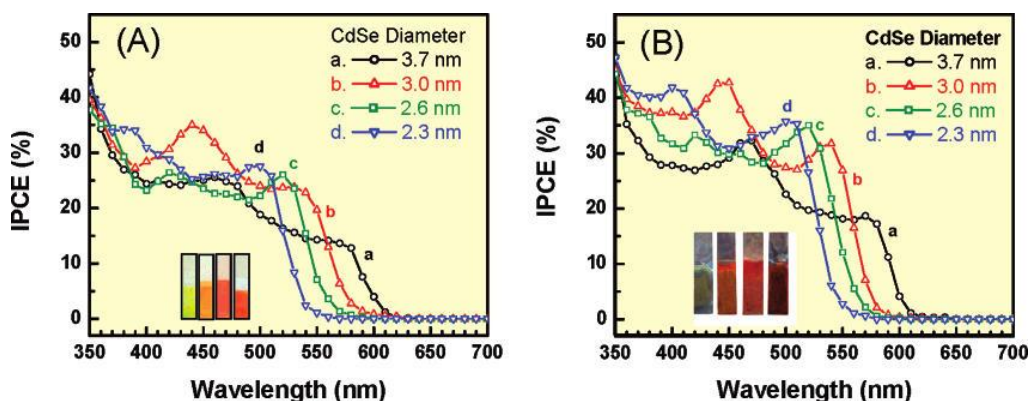 (A)
CdSe Diameter
a. 3.7 nm
b. 3.0 nm
c. 2.6 nm
d. 2.3 nm
50
40
30
20
10
0
IPCE (%)
d
c
b
a
350 400 450 500 550 600 650 700
Wavelength (nm)
(B)
CdSe Diameter
a. 3.7 nm
b. 3.0 nm
c. 2.6 nm
d. 2.3 nm
50
40
30
20
10
0
IPCE (%)
d
c
b
a
350 400 450 500 550 600 650 700
Wavelength (nm)